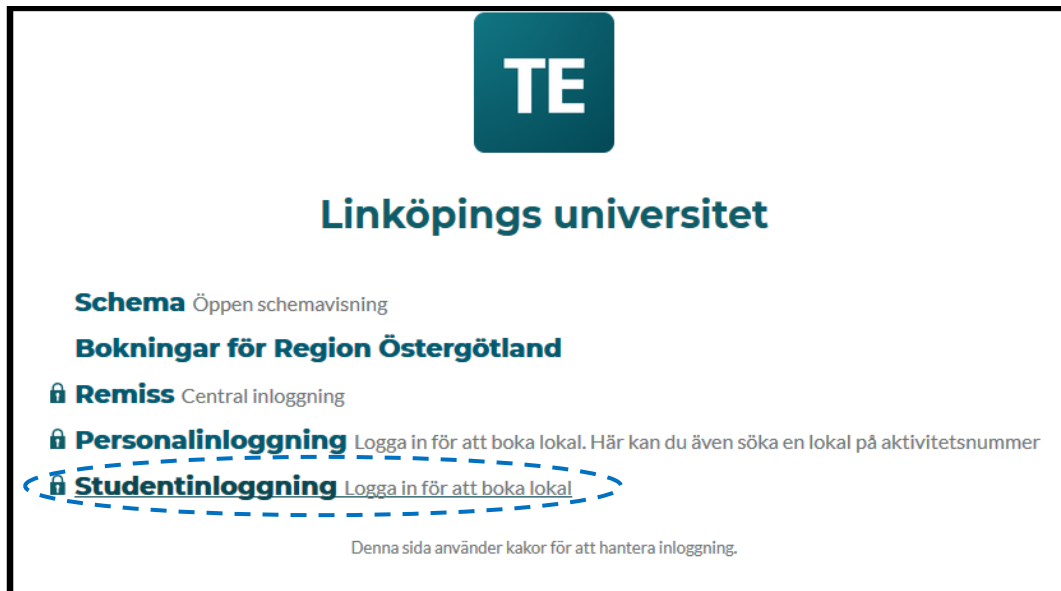 TE
Linköpings universitet
Schema Öppen schemavisning
Bokningar för Region Östergötland
Remiss Central inloggning
Personalinloggning Logga in för att boka lokal. Här kan du även söka en lokal på aktivitetsnummer
Studentinloggning Logga in för att boka lokal
Denna sida använder kakor för att hantera inloggning.